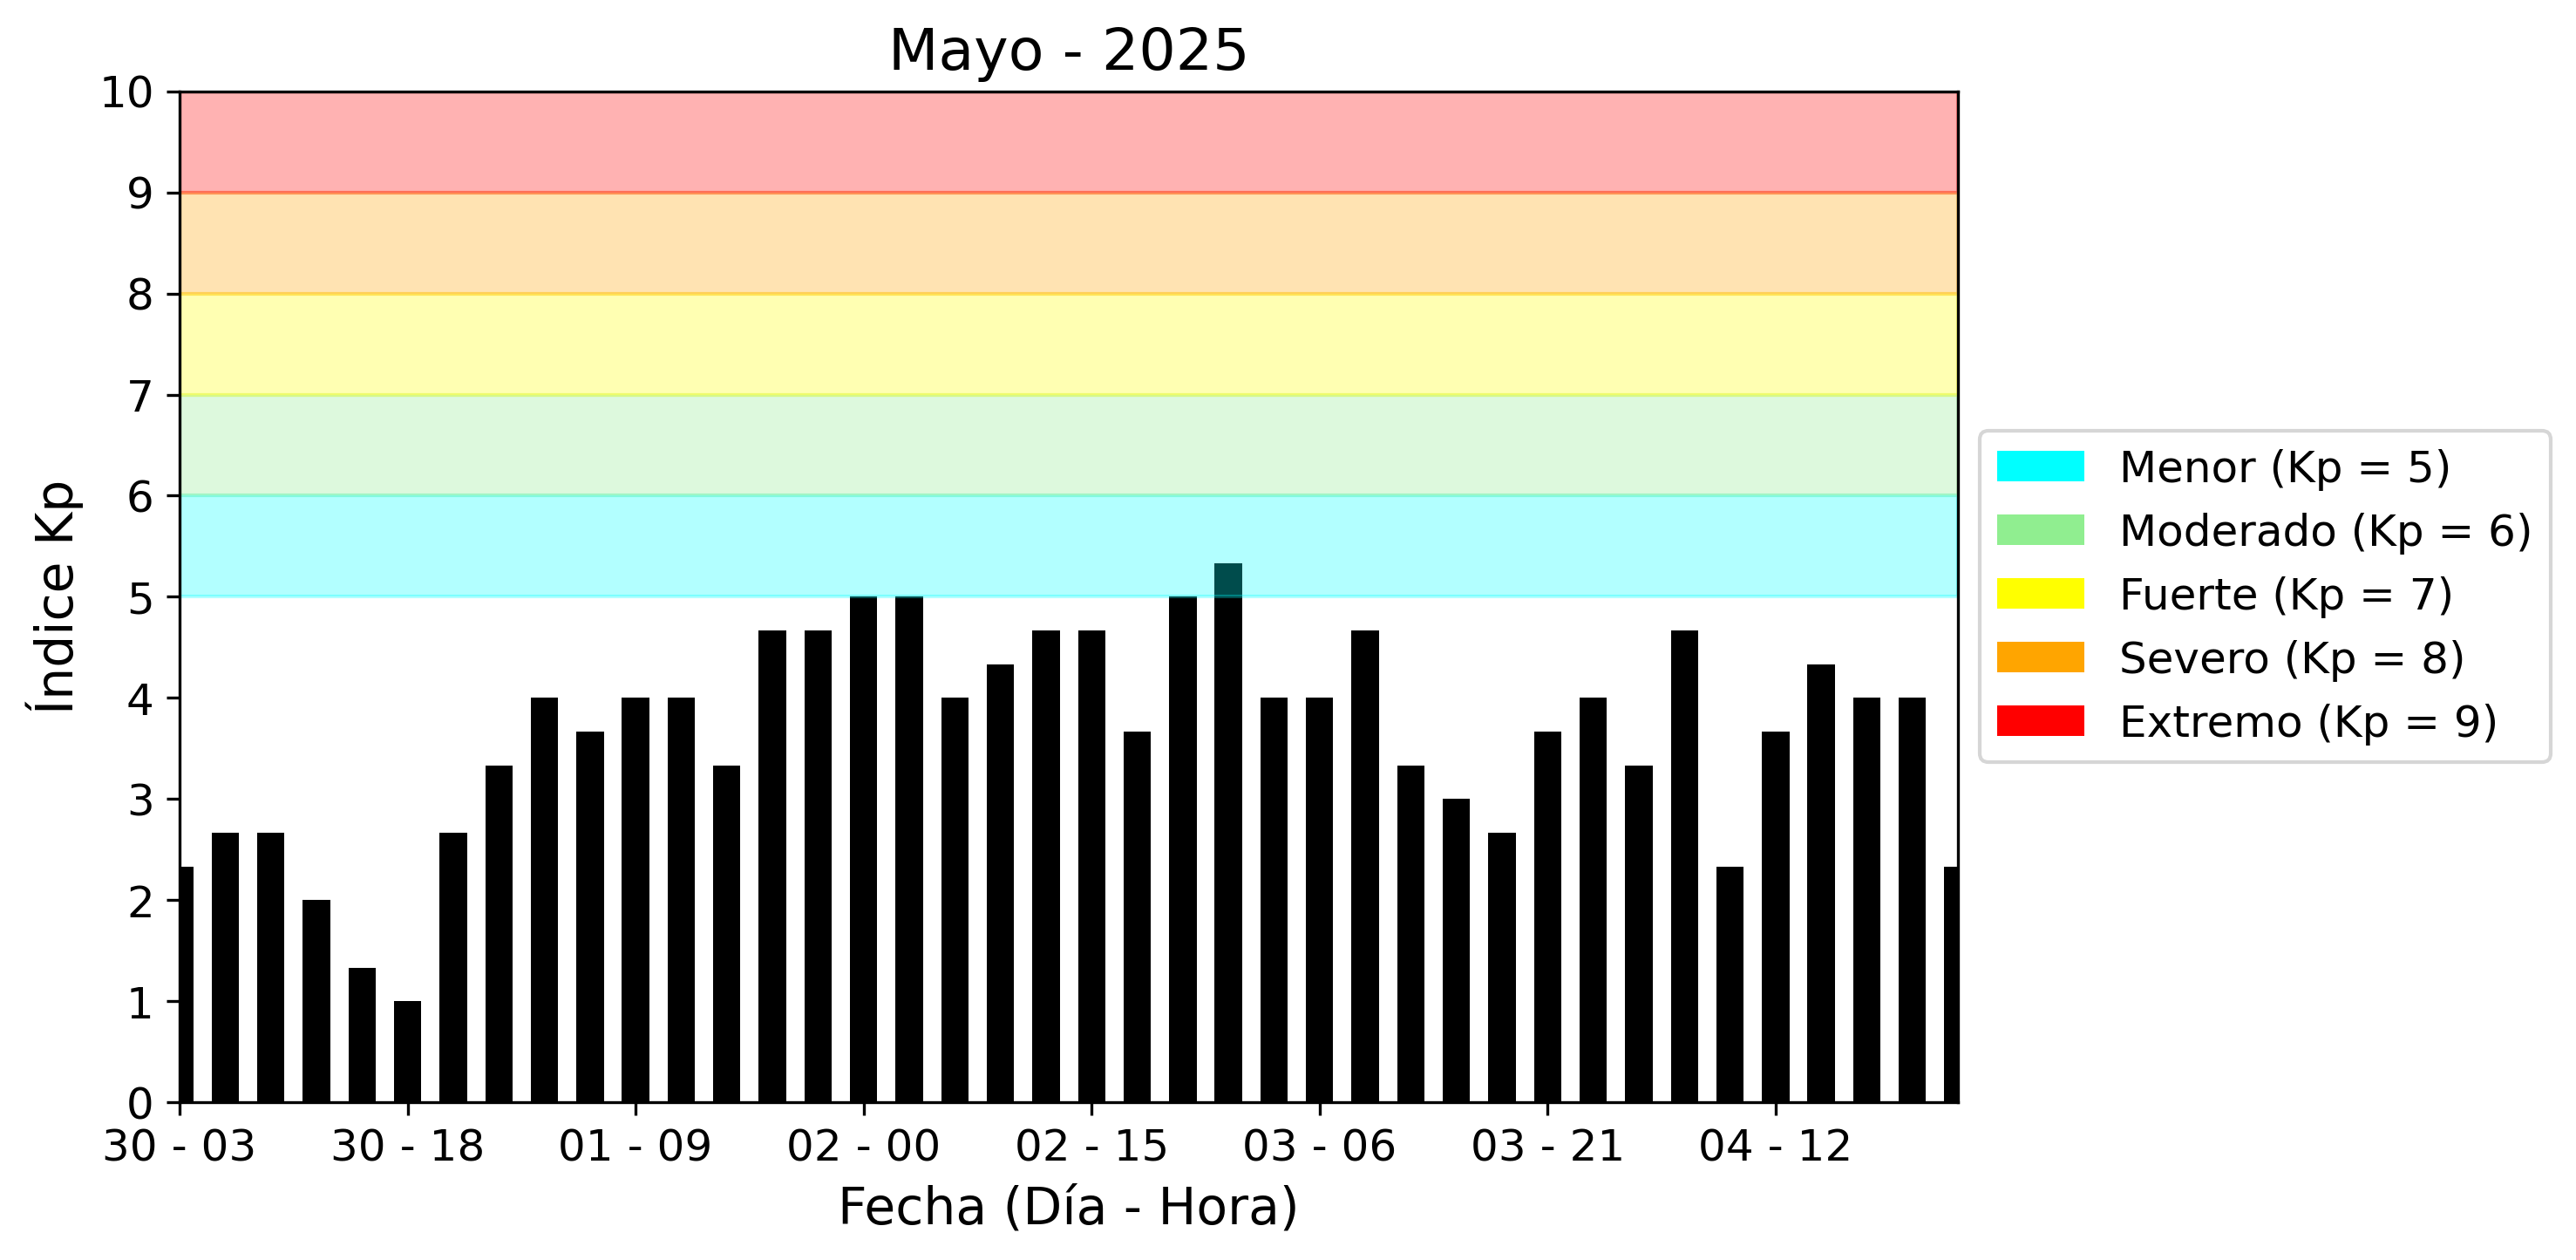 Mayo - 2025
10
9
8
7
6
5
4
3
2
1
0
Índice Kp
30 - 03
30 - 18
01 - 09
02 - 00
02 - 15
03 - 06
03 - 21
04 - 12
Fecha (Día - Hora)
Menor (Kp = 5)
Moderado (Kp = 6)
Fuerte (Kp = 7)
Severo (Kp = 8)
Extremo (Kp = 9)